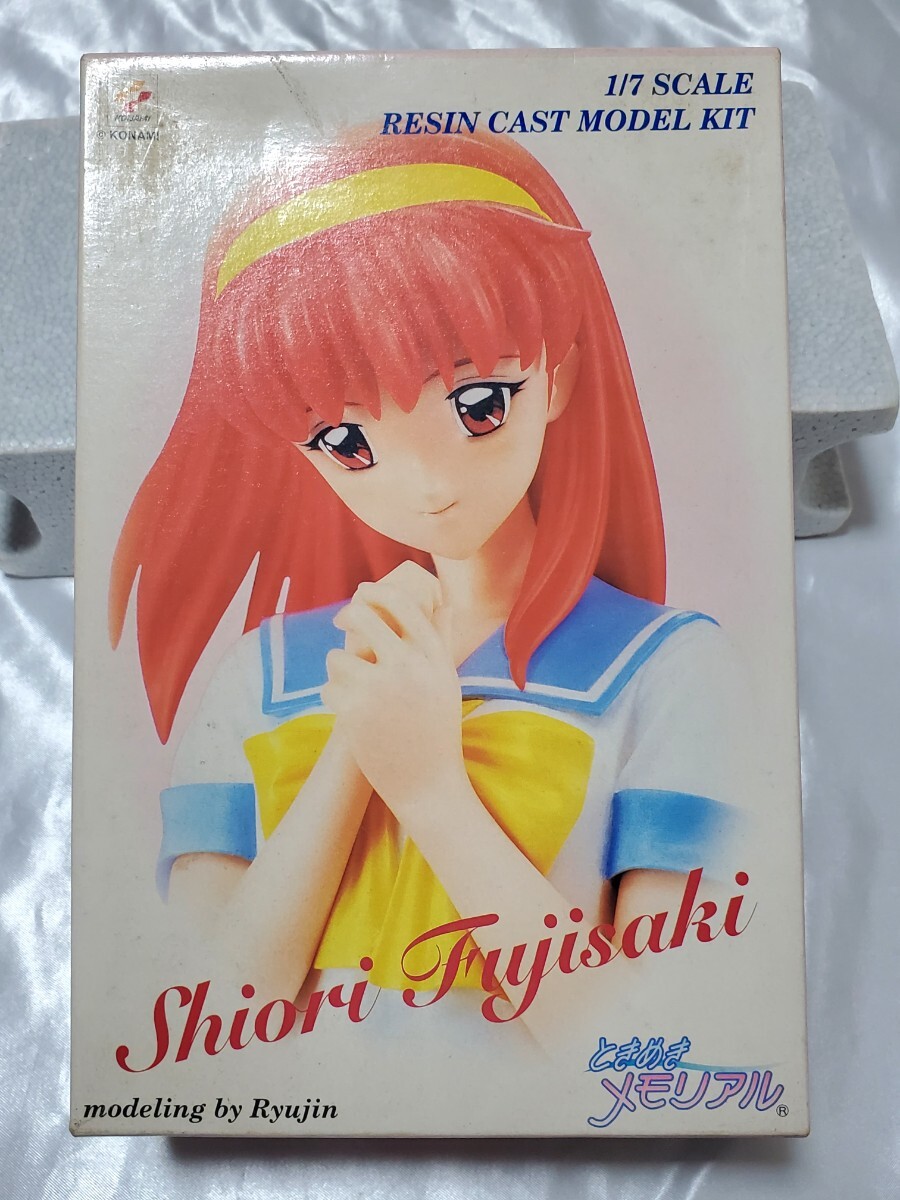 KONAMI
© KONAMI
1/7 SCALE
RESIN CAST MODEL KIT
Shiori Fujisaki
ときめき
メモリアル®
modeling by Ryujin